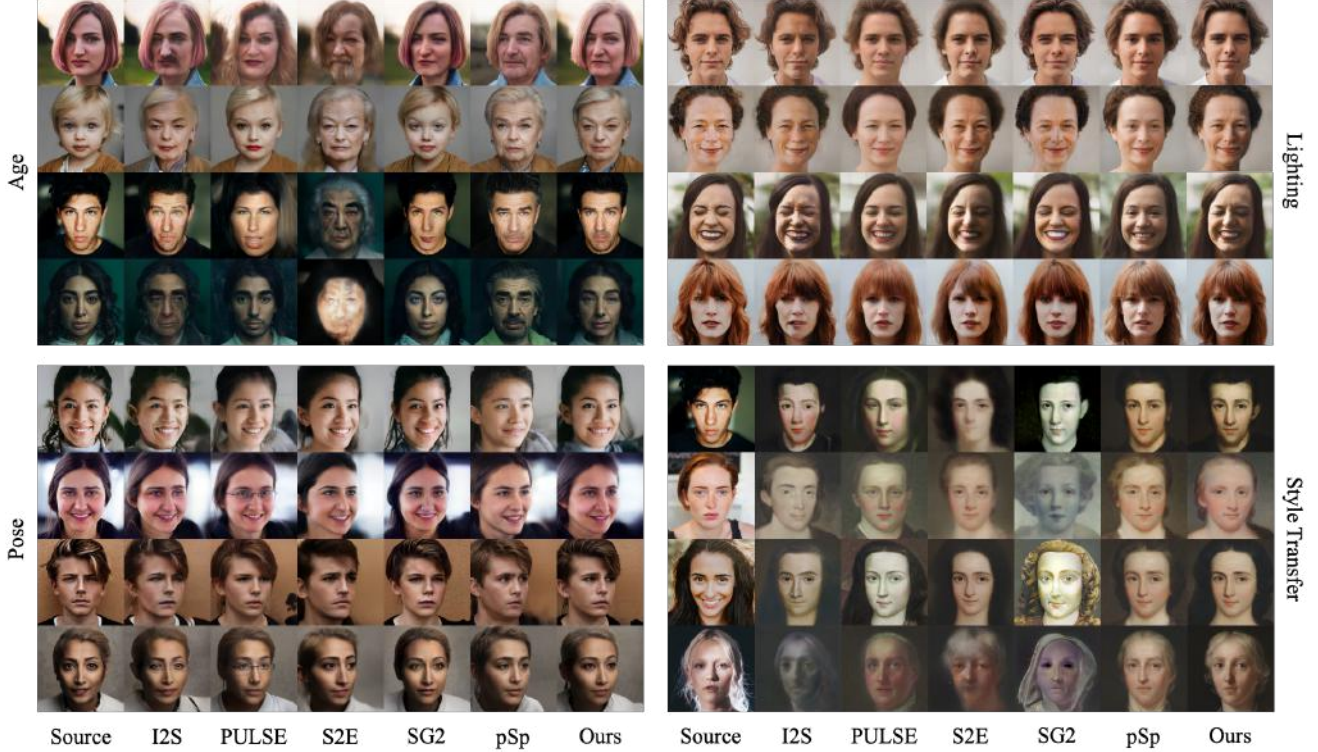 Age
Lighting
Pose
Style Transfer
Source I2S PULSE S2E SG2 pSp Ours
Source I2S PULSE S2E SG2 pSp Ours